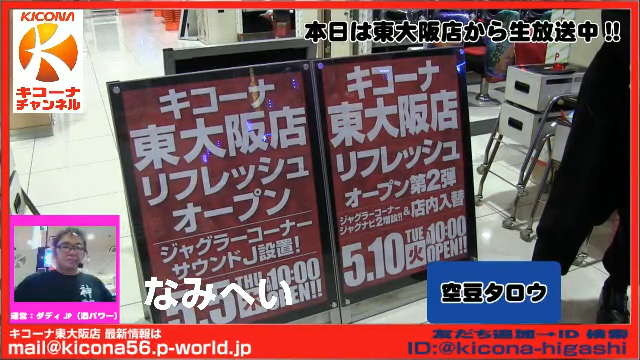 KICONA
キコーナ
チャンネル
本日は東大阪店から生放送中!!
キコーナ
東大阪店
リフレッシュ
オープン
ジャグラーコーナー
サウンドJ設置!
THU 10:00
OPEN!!
キコーナ
東大阪店
リフレッシュ
オープン第2弾
ジャグラーコーナー
ジャグナビ2増設!!&店内入替
5.10 TUE 火 10:00
OPEN!!
なみへい
空豆タロウ
運営:ダディJP(酒パワー)
キコーナ東大阪店 最新情報は
mail@kicona56.p-world.jp
友だち追加→ID 検索
ID:@kicona-higashi